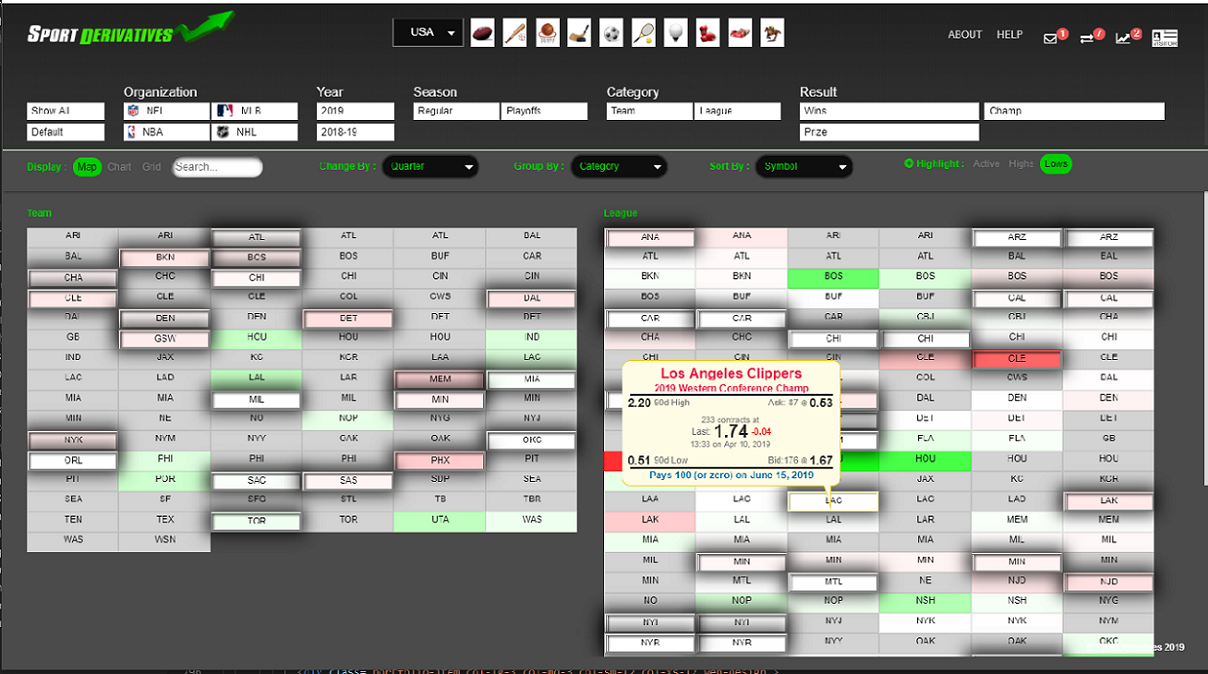 SPORT DERIVATIVES
USA
ABOUT HELP 1 7 2
VISITOR
Organization Year Season Category Result
Show All NFL MLB 2019 Regular Playoffs Team League Wins Champ
Default NBA NHL 2018-19 Prize
Display : Map Chart Grid Search... Change By : Quarter Group By : Category Sort By : Symbol Highlight : Active Highs Lows
Team League
ARI ARI ATL ATL ATL BAL ANA ANA ARI ARI ARZ ARZ
BAL BKN BOS BOS BUF CAR ATL ATL ATL ATL BAL BAL
CHA CHC CHI CHI CIN CIN BKN BKN BOS BOS BOS BOS
CLE CLE CLE COL CWS DAL BOS BUF BUF BUF CAL CAL
DAL DEN DEN DET DET DET CAR CAR CAR CBJ CBJ CHA
GB GSW HOU HOU HOU IND CHA CHC CHI CHI CHI CHI
IND JAX KC KCR LAA LAC CHI CIN CIN CLE CLE CLE
LAC LAD LAL LAR MEM MIA COL CWS DAL
MIA MIA MIL MIL MIN MIN DAL DEN DEN
MIN NE NO NOP NYG NYJ DET DET DET
NYK NYM NYY OAK OAK OKC FLA FLA GB
ORL PHI PHI PHI PHX PIT HOU HOU HOU
PIT POR SAC SAS SDP SEA JAX KC KCR
SEA SF SFG STL TB TBR LAA LAC LAC LAC LAD LAK
TEN TEX TOR TOR UTA WAS LAK LAL LAL LAR MEM MEM
WAS WSN MIA MIA MIA MIA MIL MIL
MIL MIN MIN MIN MIN MIN
MIN MTL MTL NE NJD NJD
NO NOP NOP NSH NSH NYG
NYI NYI NYJ NYK NYK NYM
NYR NYR NYY OAK OAK OKC
Los Angeles Clippers
2019 Western Conference Champ
2.20 90d High Ask: 87 @ 0.53
233 contracts at
Last: 1.74 -0.04
13:33 on Apr 10, 2019
0.51 90d Low Bid:176 @ 1.67
Pays 100 (or zero) on June 15, 2019
es 2019